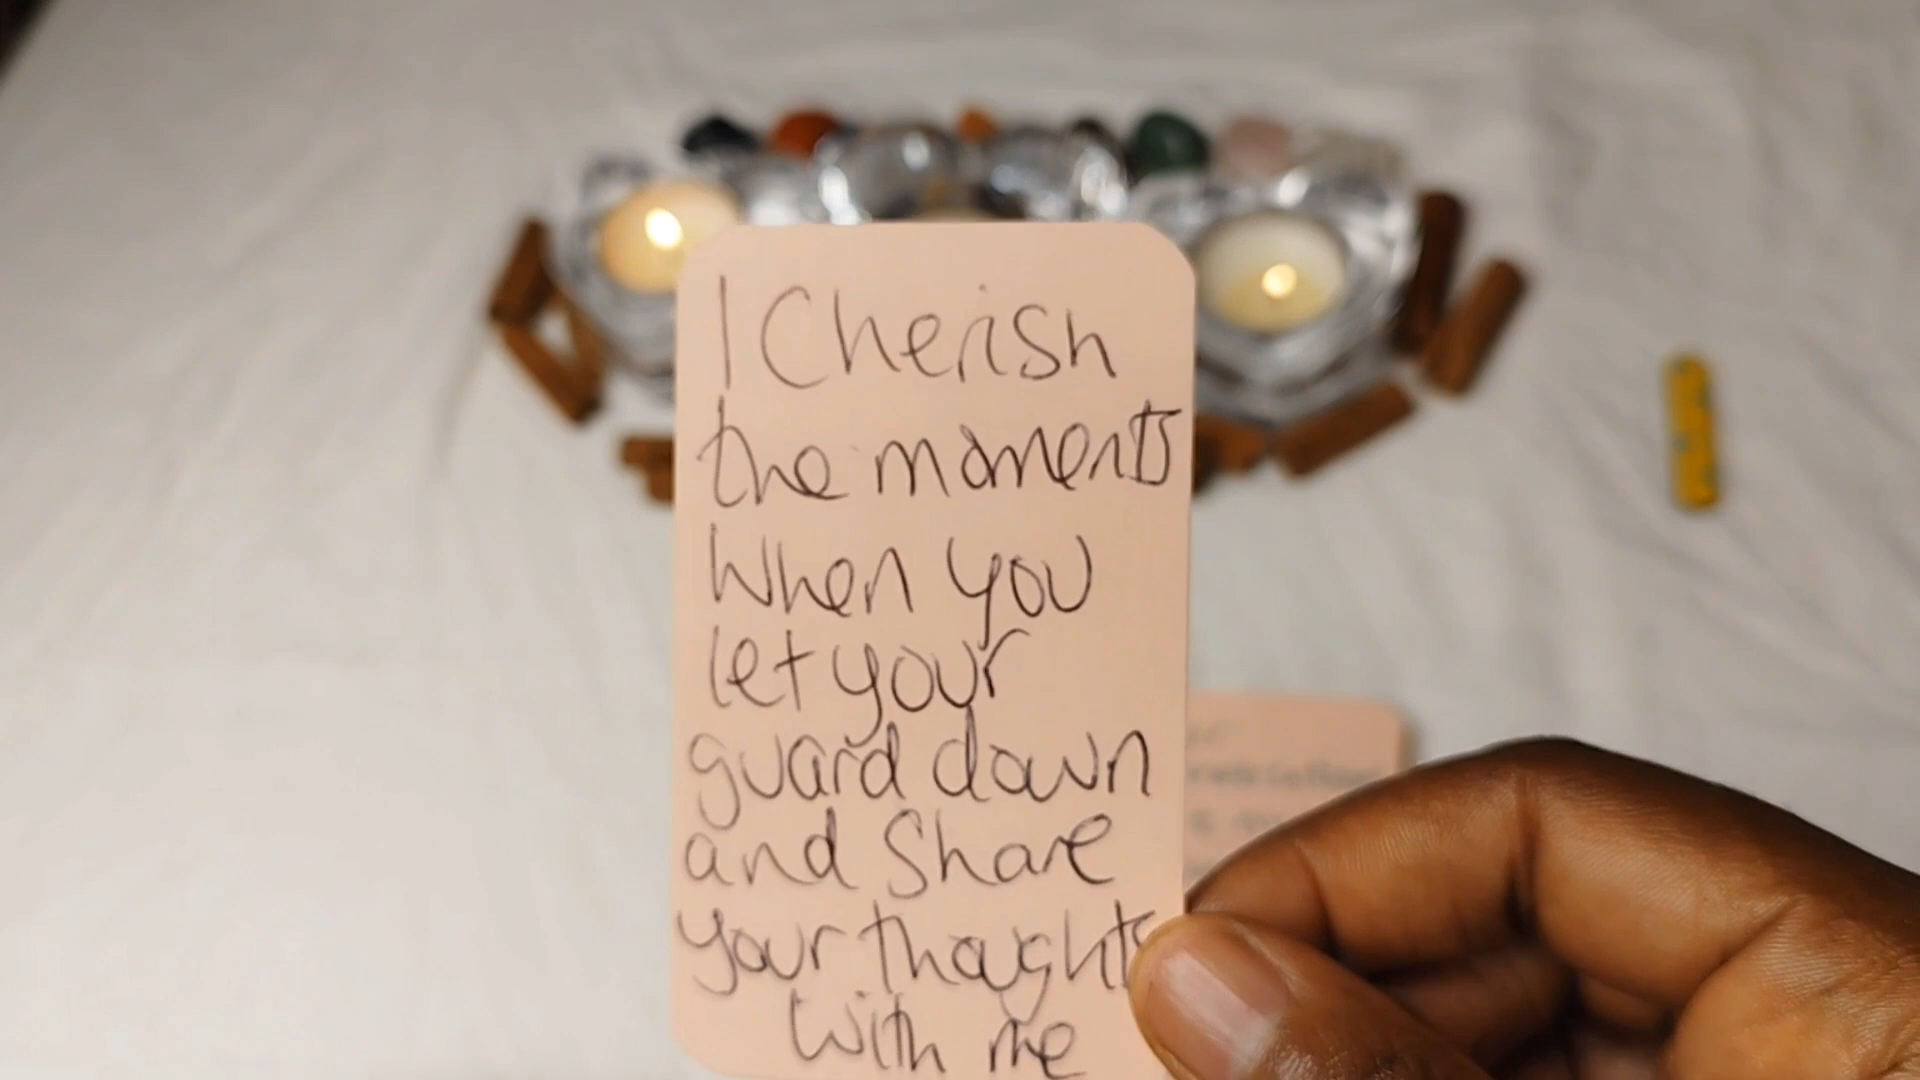 I Cherish
the moments
When you
let your
guard down
and Share
your thoughts
With me